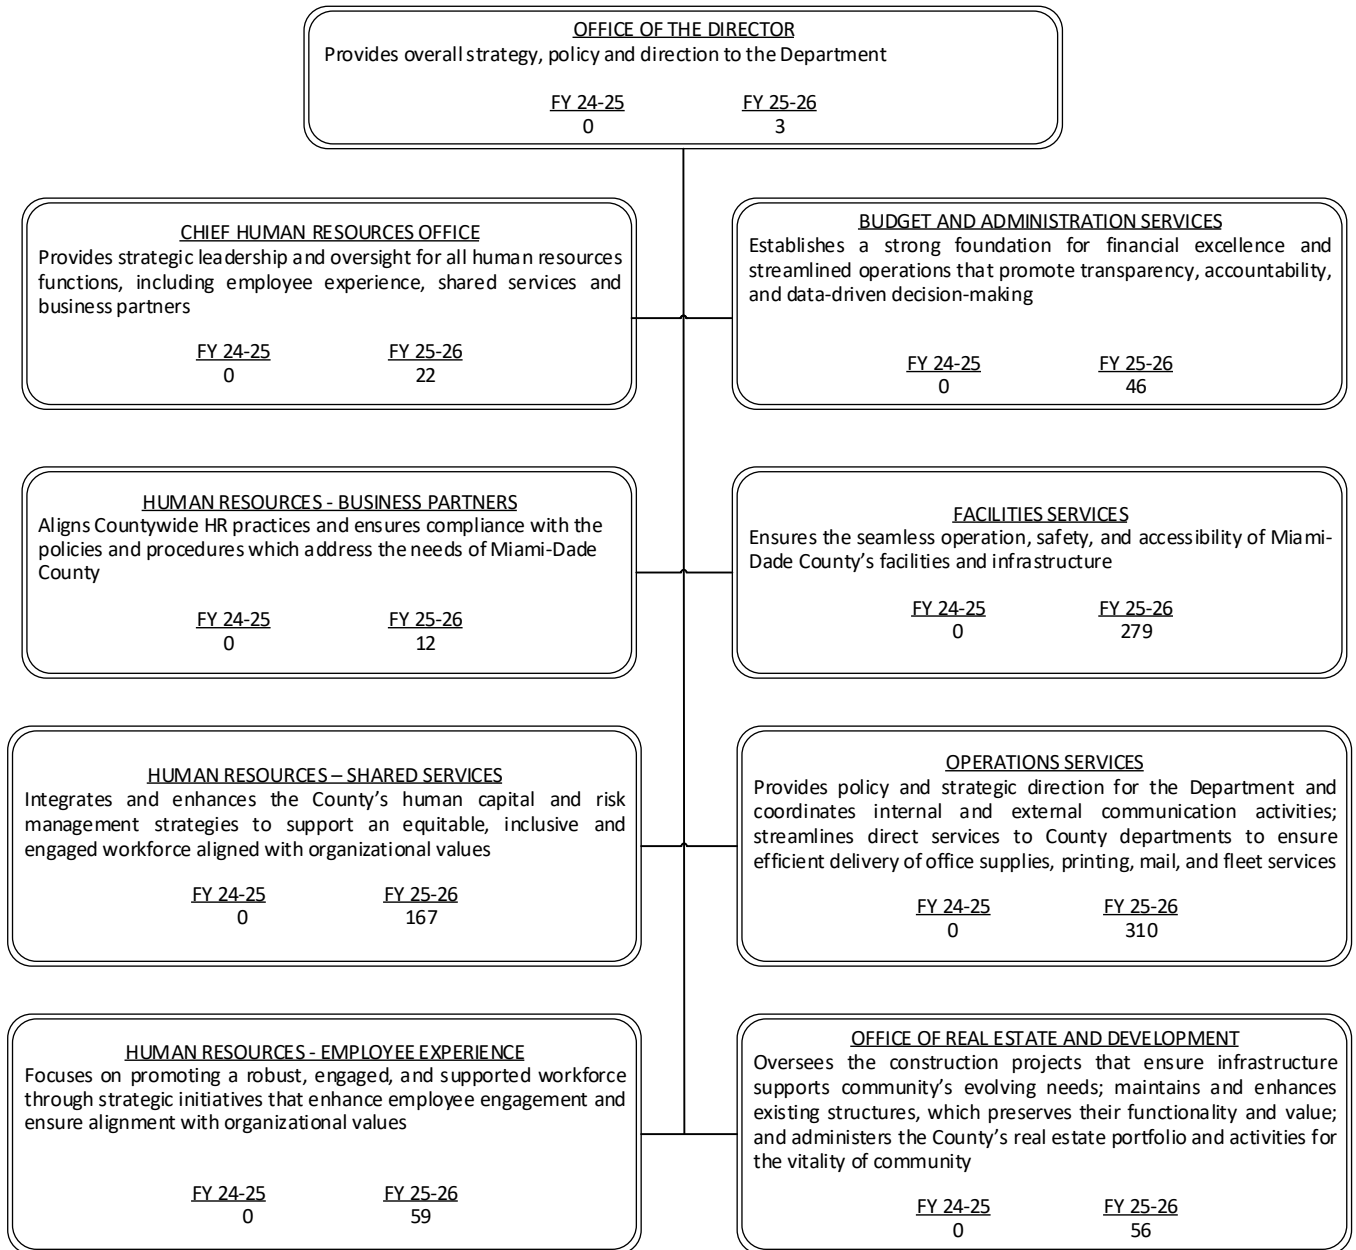 OFFICE OF THE DIRECTOR
Provides overall strategy, policy and direction to the Department
FY 24-25 FY 25-26
0 3
CHIEF HUMAN RESOURCES OFFICE
Provides strategic leadership and oversight for all human resources
functions, including employee experience, shared services and
business partners
FY 24-25 FY 25-26
0 22
BUDGET AND ADMINISTRATION SERVICES
Establishes a strong foundation for financial excellence and
streamlined operations that promote transparency, accountability,
and data-driven decision-making
FY 24-25 FY 25-26
0 46
HUMAN RESOURCES - BUSINESS PARTNERS
Aligns Countywide HR practices and ensures compliance with the
policies and procedures which address the needs of Miami-Dade
County
FY 24-25 FY 25-26
0 12
FACILITIES SERVICES
Ensures the seamless operation, safety, and accessibility of Miami-
Dade County’s facilities and infrastructure
FY 24-25 FY 25-26
0 279
HUMAN RESOURCES – SHARED SERVICES
Integrates and enhances the County’s human capital and risk
management strategies to support an equitable, inclusive and
engaged workforce aligned with organizational values
FY 24-25 FY 25-26
0 167
OPERATIONS SERVICES
Provides policy and strategic direction for the Department and
coordinates internal and external communication activities;
streamlines direct services to County departments to ensure
efficient delivery of office supplies, printing, mail, and fleet services
FY 24-25 FY 25-26
0 310
HUMAN RESOURCES - EMPLOYEE EXPERIENCE
Focuses on promoting a robust, engaged, and supported workforce
through strategic initiatives that enhance employee engagement and
ensure alignment with organizational values
FY 24-25 FY 25-26
0 59
OFFICE OF REAL ESTATE AND DEVELOPMENT
Oversees the construction projects that ensure infrastructure
supports community’s evolving needs; maintains and enhances
existing structures, which preserves their functionality and value;
and administers the County’s real estate portfolio and activities for
the vitality of community
FY 24-25 FY 25-26
0 56